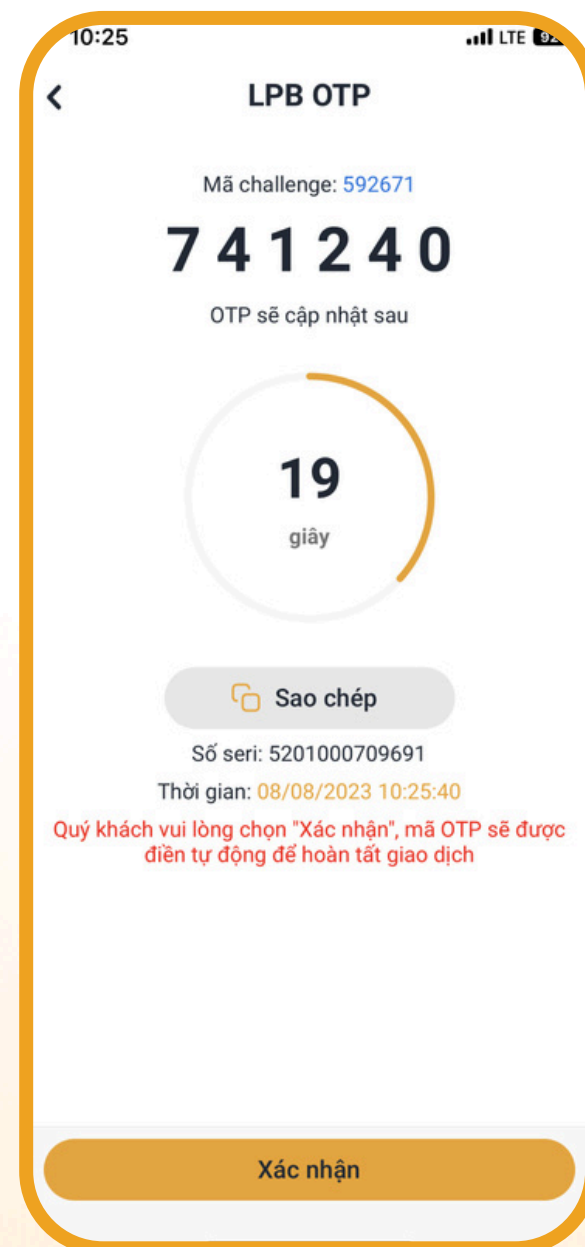 10:25
LTE
LPB OTP
Mã challenge: 592671
741240
OTP sẽ cập nhật sau
19
giây
Sao chép
Số seri: 5201000709691
Thời gian: 08/08/2023 10:25:40
Quý khách vui lòng chọn "Xác nhận", mã OTP sẽ được
điền tự động để hoàn tất giao dịch
Xác nhận